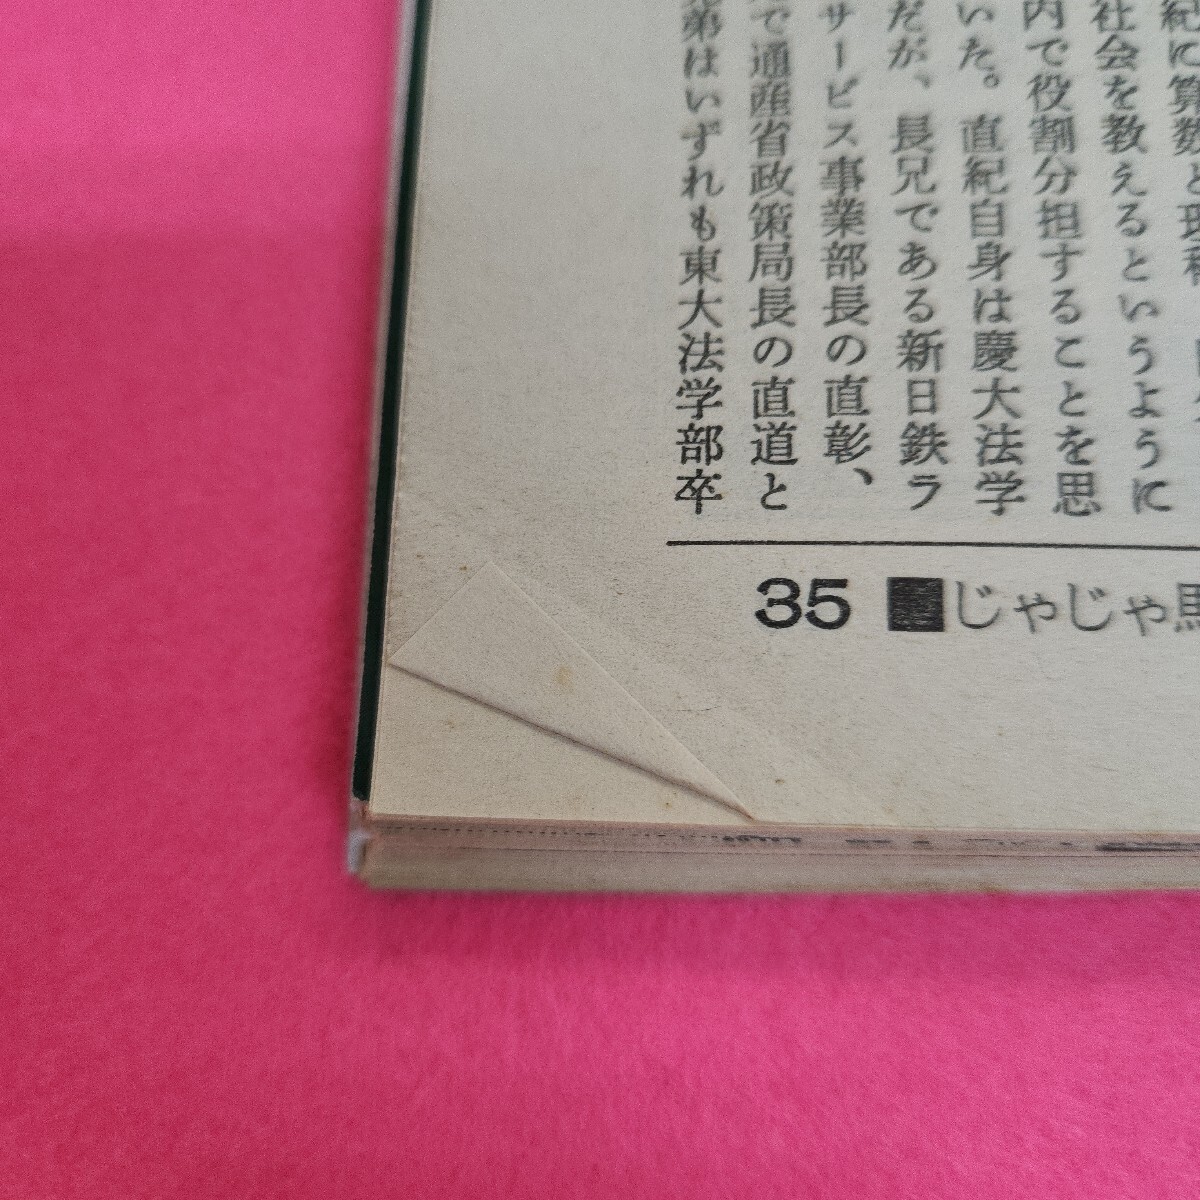 紀に算数と
社会を教えるというように
内で役割分担することを思
いた。直紀自身は慶大法学
だが、長兄である新日鉄ラ
サービス事業部長の直彰、
で通産省政策局長の直道と
弟はいずれも東大法学部卒
35 ■じゃじゃ馬